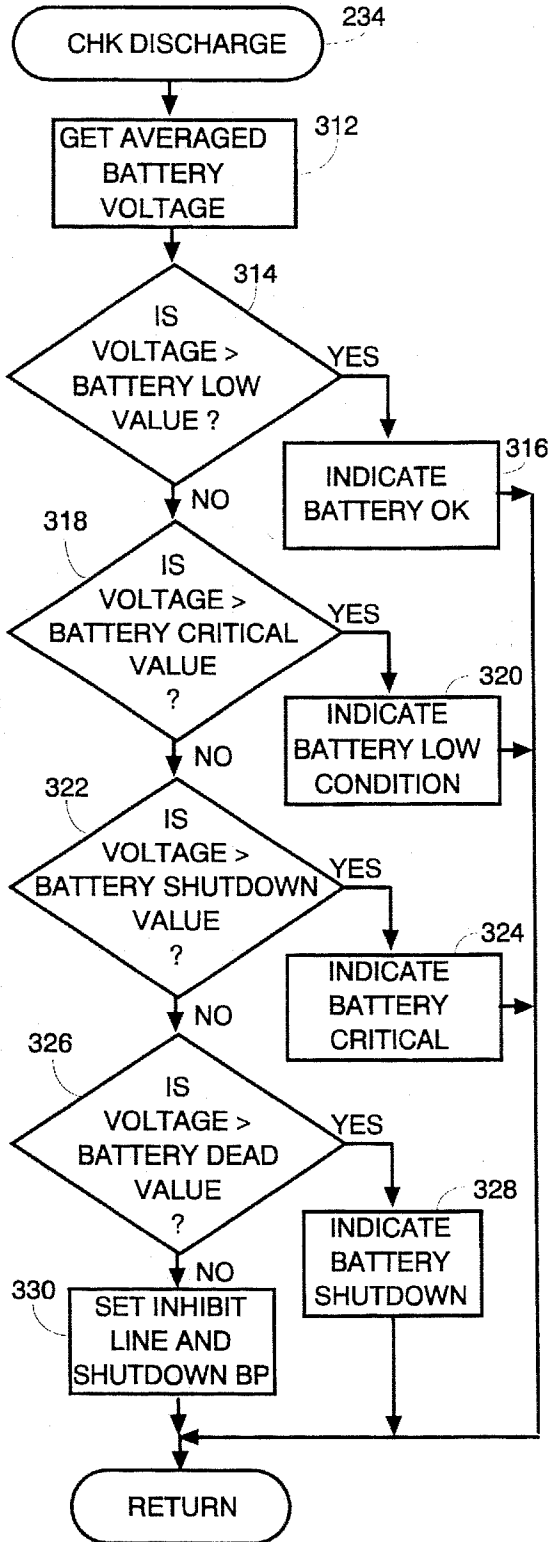 CHK DISCHARGE
234
312
GET AVERAGED
BATTERY
VOLTAGE
314
IS
VOLTAGE >
BATTERY LOW
VALUE ?
YES
316
INDICATE
BATTERY OK
NO
318
IS
VOLTAGE >
BATTERY CRITICAL
VALUE
?
YES
320
INDICATE
BATTERY LOW
CONDITION
NO
322
IS
VOLTAGE >
BATTERY SHUTDOWN
VALUE
?
YES
324
INDICATE
BATTERY
CRITICAL
NO
326
IS
VOLTAGE >
BATTERY DEAD
VALUE
?
YES
328
INDICATE
BATTERY
SHUTDOWN
NO
330
SET INHIBIT
LINE AND
SHUTDOWN BP
RETURN